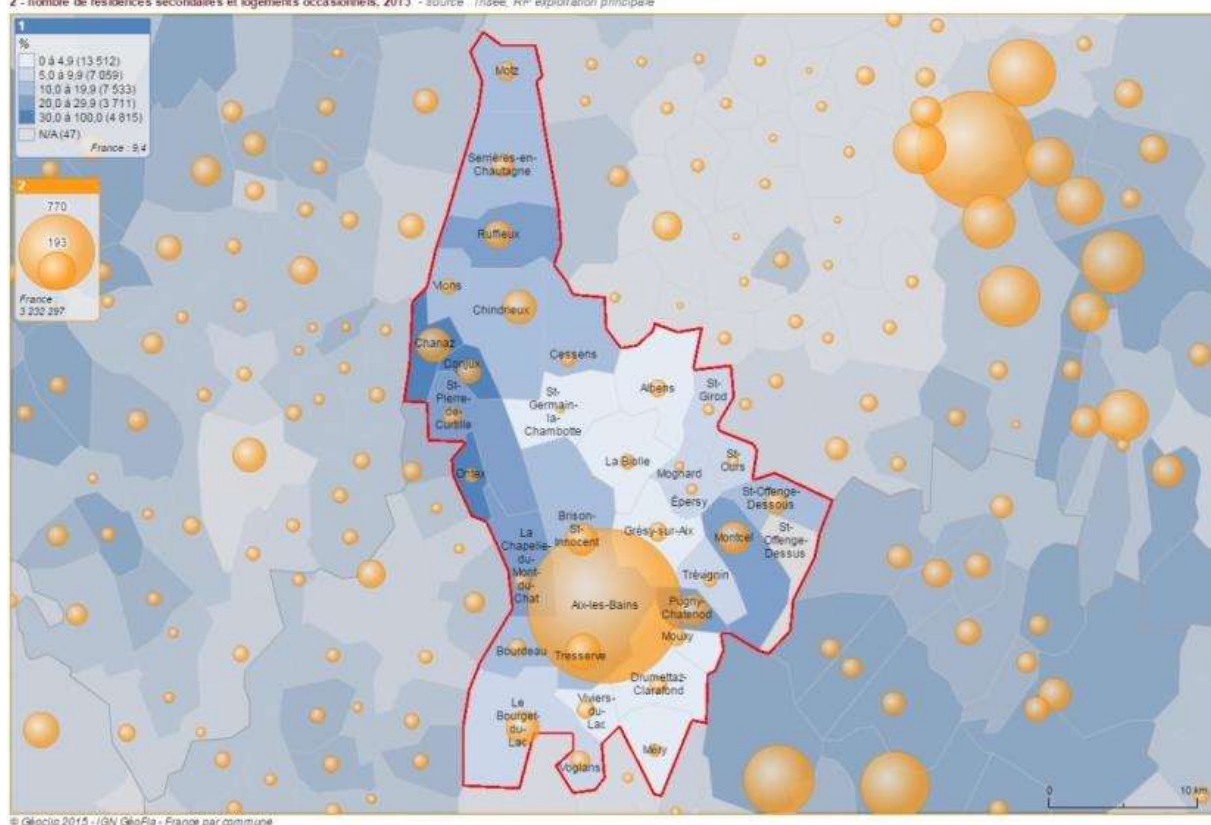 2 - nombre de résidences secondaires et logements occasionnels, 2013 - source : Insee, RP exploitation principale
1
%
0 à 4,9 (13 512)
5,0 à 9,9 (7 059)
10,0 à 19,9 (7 533)
20,0 à 29,9 (3 711)
30,0 à 100,0 (4 815)
N/A (47)
France : 9,4
2
770
193
France :
3 232 297
Motz
Serrières-en-
Chautagne
Ruffieux
Vions
Chindrieux
Chanaz
Conjux
Cessens
St-
Pierre-
de-
Curtille
St-
Germain-
la-
Chambotte
Albens
St-
Girod
La Biolle
Mognard
St-
Ours
Ontex
Épersy
St-Offenge-
Dessous
Brison-
St-
Innocent
Grésy-sur-Aix
Montcel
St-
Offenge-
Dessus
La
Chapelle-
du-
Mont-
du-
Chat
Trévignin
Aix-les-Bains
Pugny-
Chatenod
Mouxy
Bourdeau
Tresserve
Drumettaz-
Clarafond
Le
Bourget-
du-
Lac
Viviers-
du-
Lac
Méry
Voglans
0
10 km
© Géoclip 2015 - IGN GéoFla - France par commune